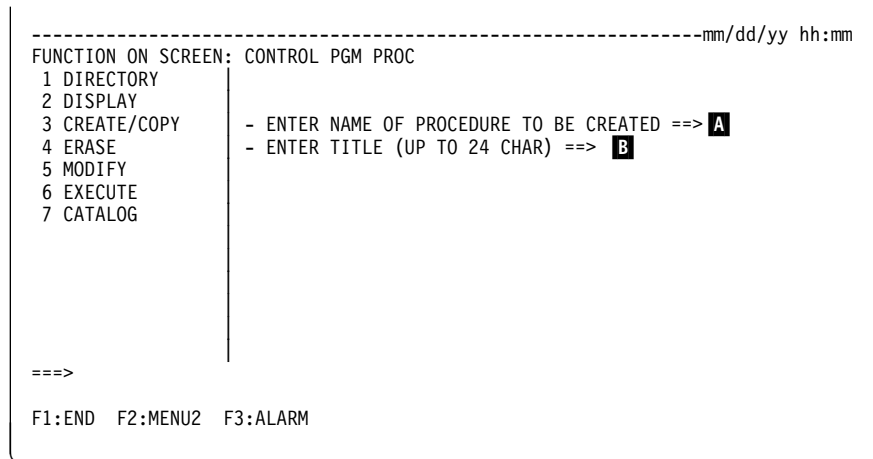 ---------------------------------------------------------------mm/dd/yy hh:mm
FUNCTION ON SCREEN: CONTROL PGM PROC
1 DIRECTORY
2 DISPLAY
3 CREATE/COPY - ENTER NAME OF PROCEDURE TO BE CREATED ==> A
4 ERASE - ENTER TITLE (UP TO 24 CHAR) ==> B
5 MODIFY
6 EXECUTE
7 CATALOG
===>
F1:END F2:MENU2 F3:ALARM